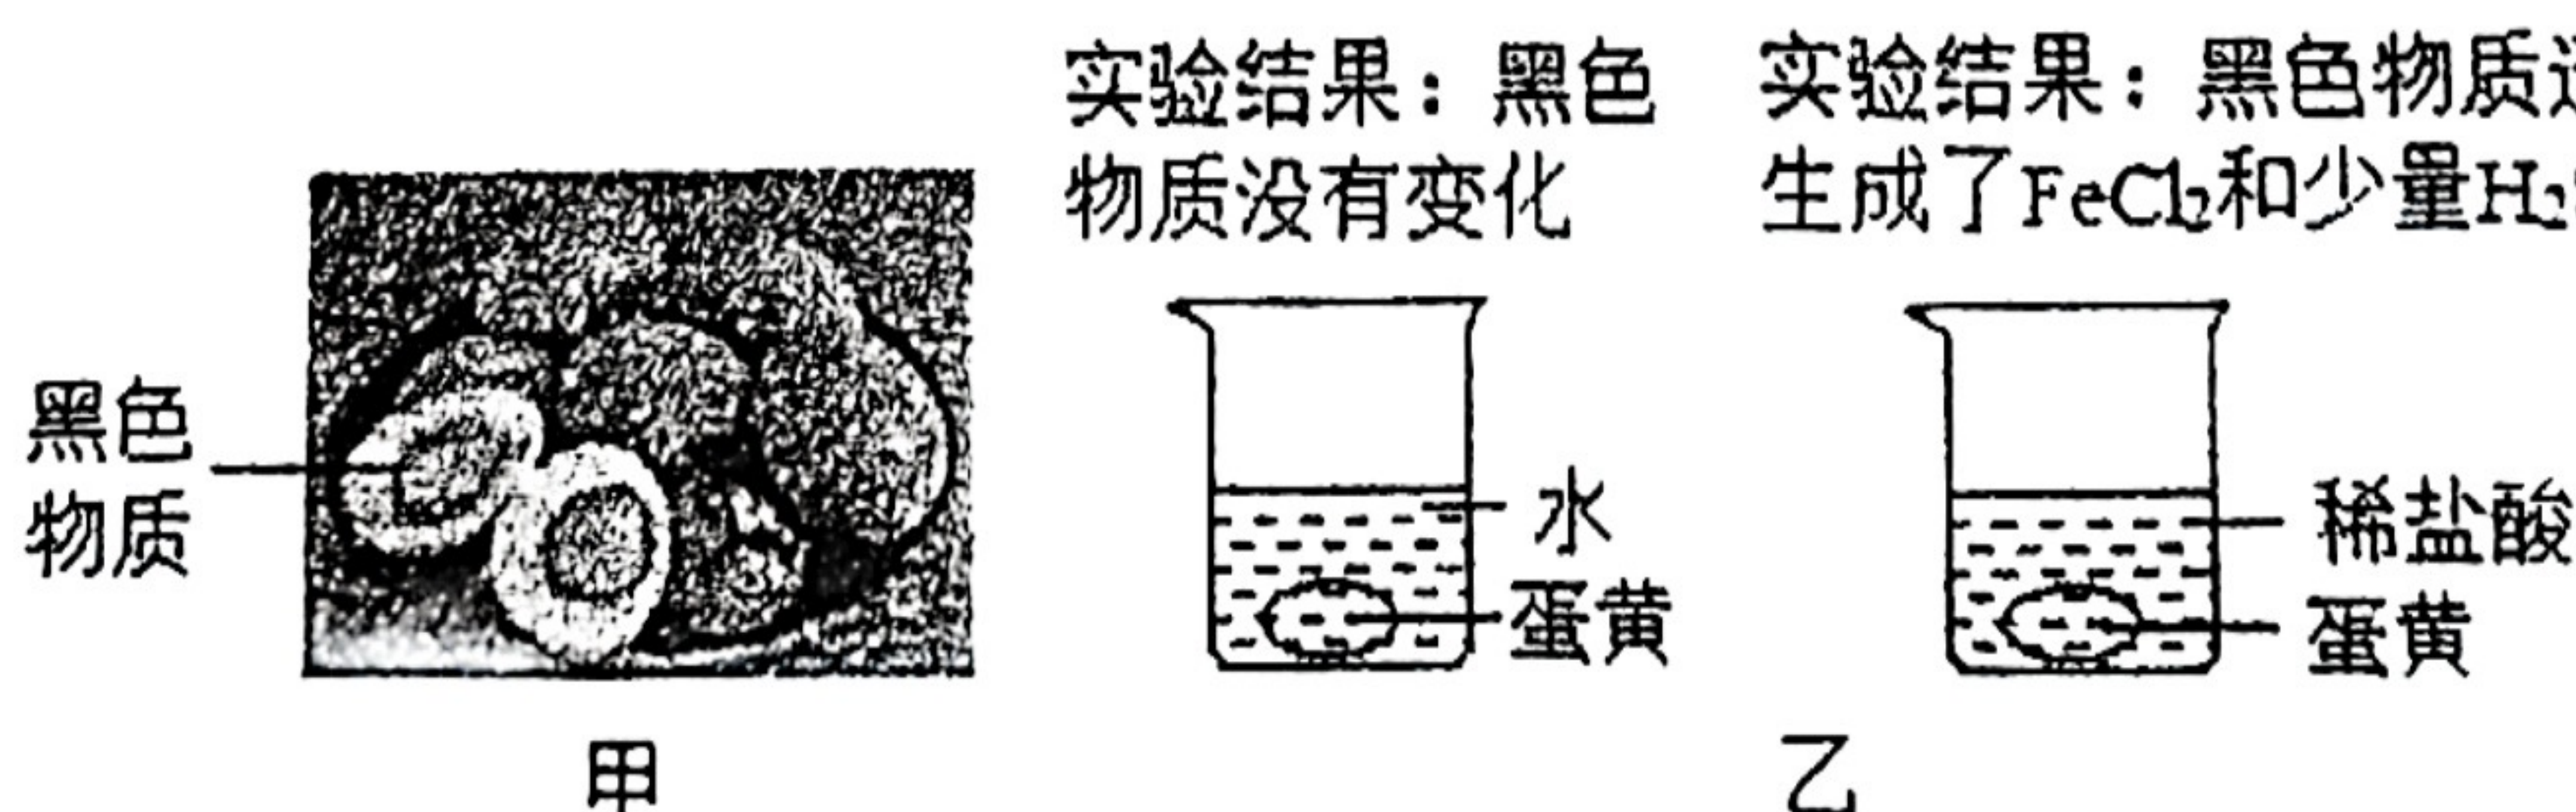 实验结果：黑色
物质没有变化
实验结果：黑色物质
生成了FeCl₂和少量H₂
黑色
物质
水
蛋黄
稀盐酸
蛋黄
甲
乙